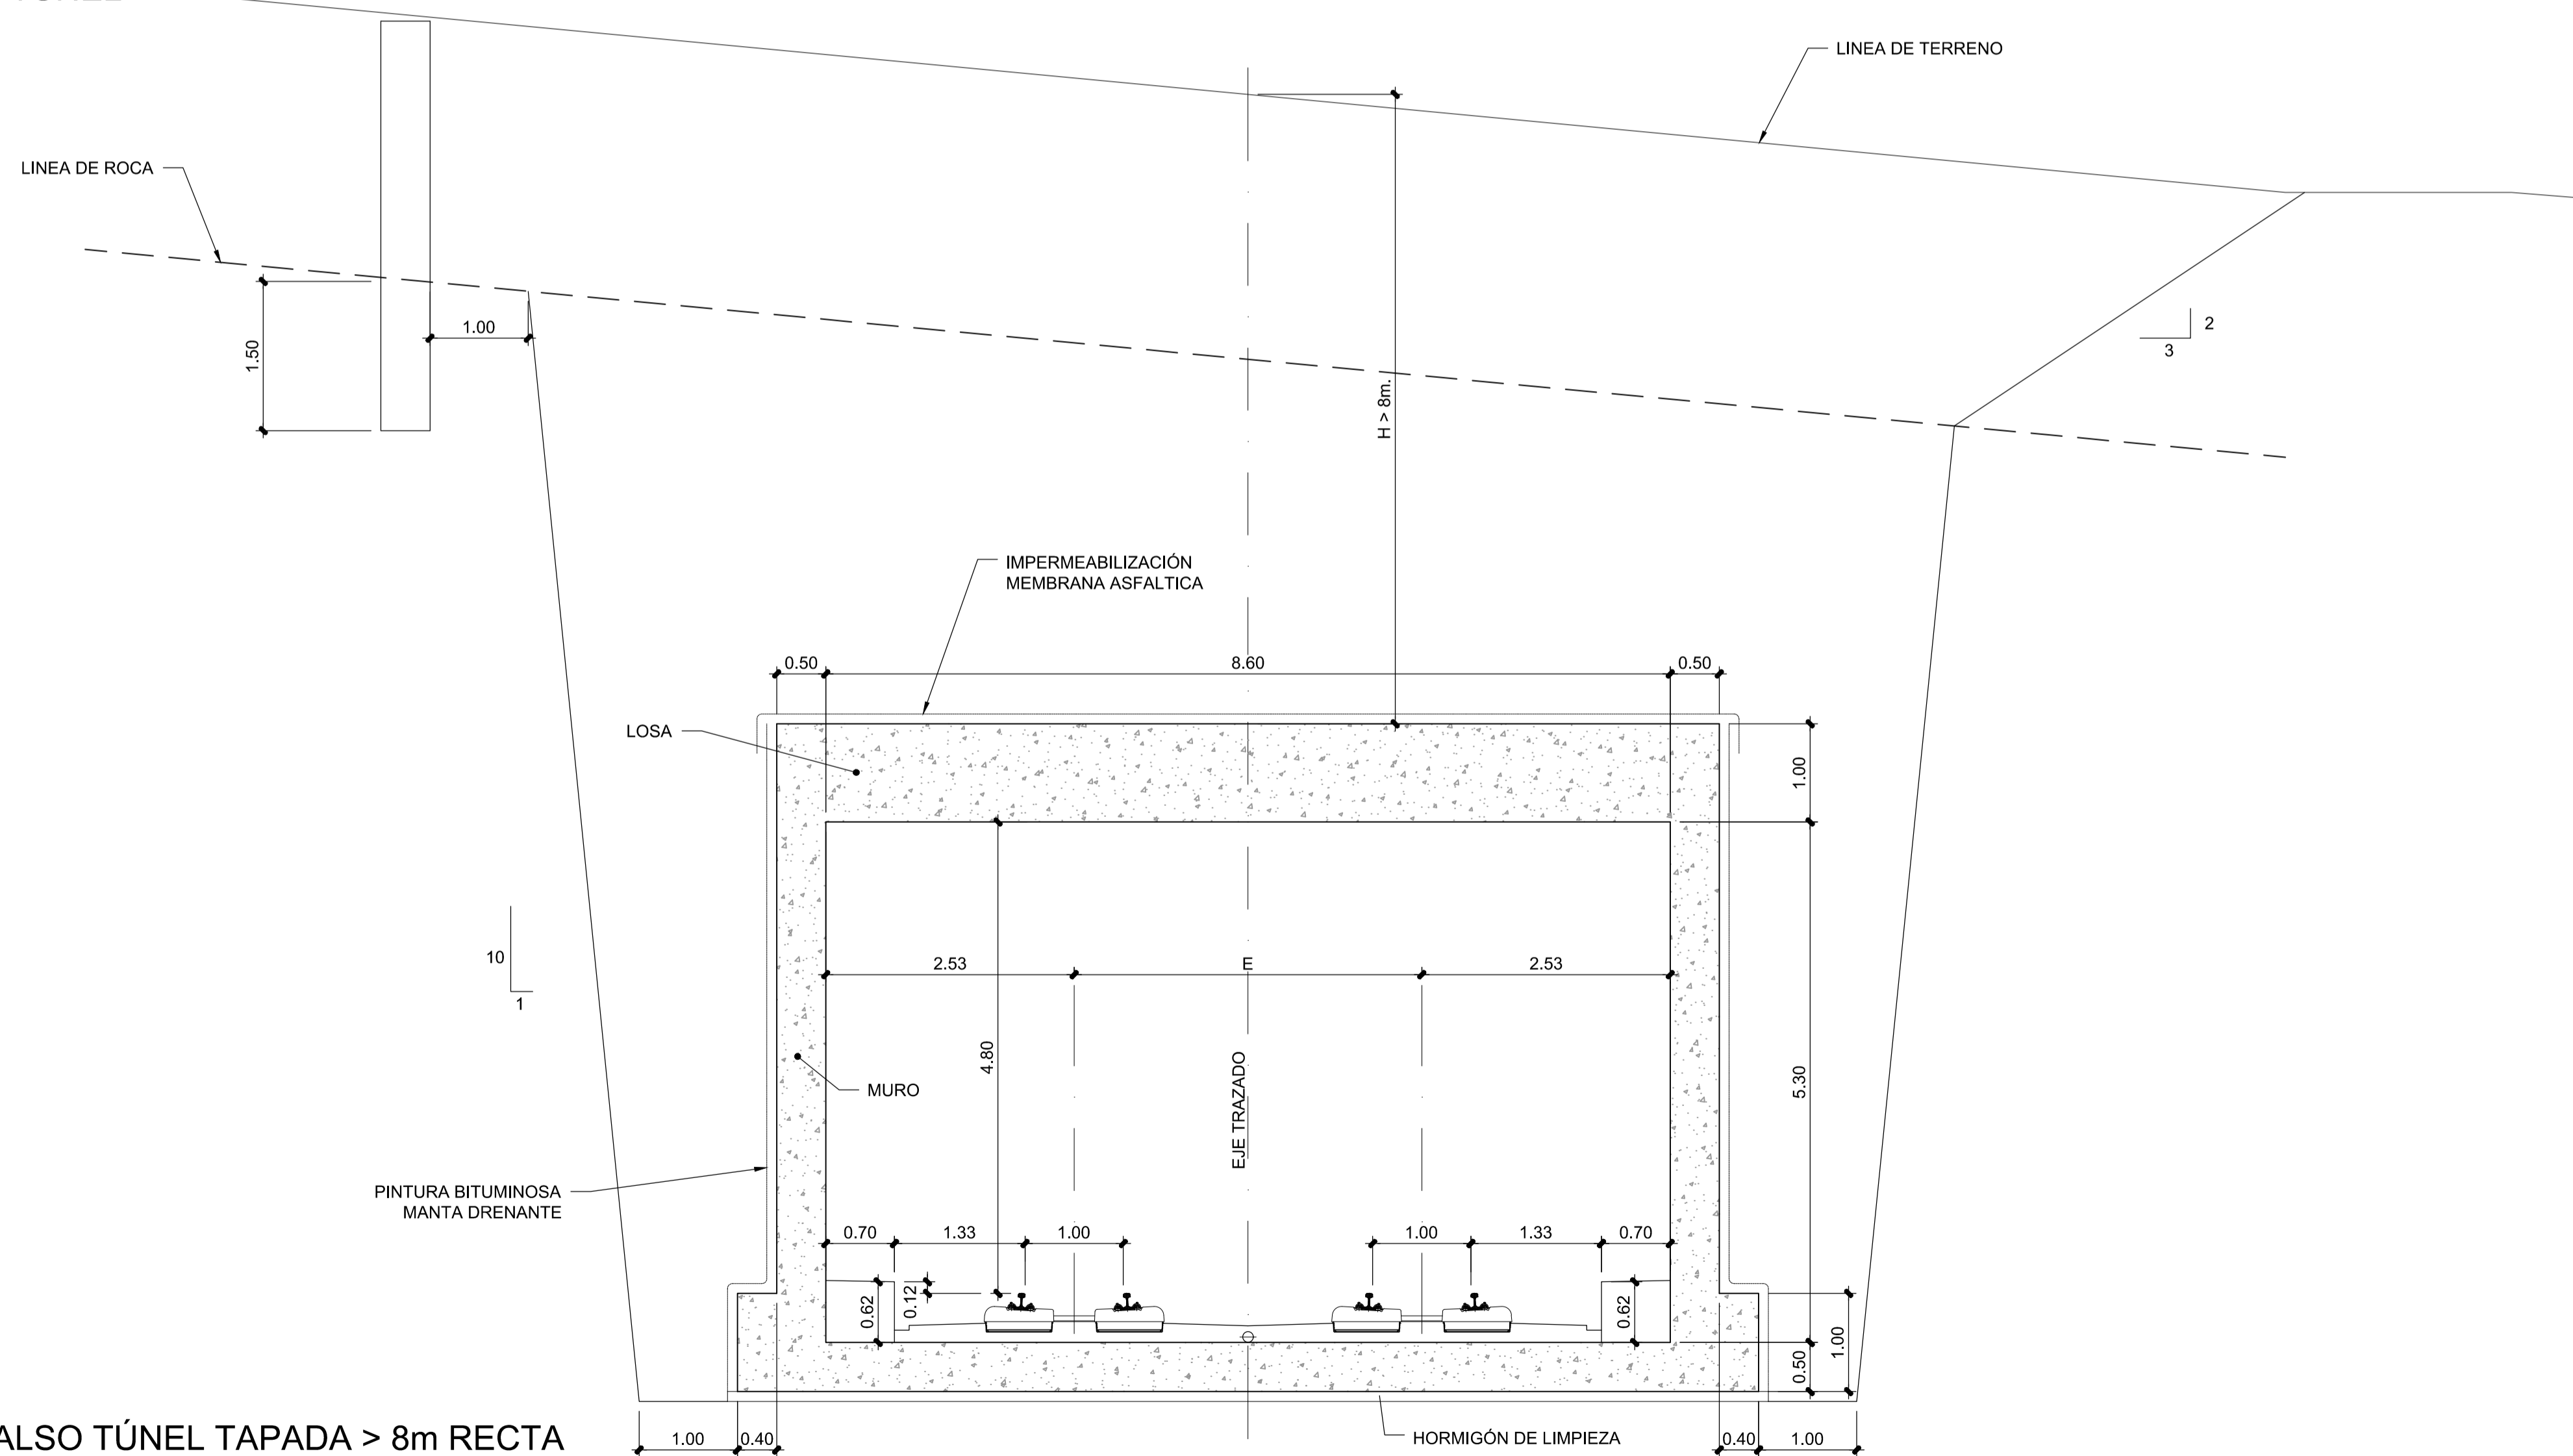 LINEA DE TERRENO
LINEA DE ROCA
1.50
1.00
2
3
H > 8m.
IMPERMEABILIZACIÓN
MEMBRANA ASFALTICA
0.50
8.60
0.50
LOSA
1.00
10
1
2.53
E
2.53
4.80
EJE TRAZADO
5.30
MURO
PINTURA BITUMINOSA
MANTA DRENANTE
0.70
1.33
1.00
1.00
1.33
0.70
0.62
0.12
0.62
1.00
0.50
ALSO TÚNEL TAPADA > 8m RECTA
1.00
0.40
HORMIGÓN DE LIMPIEZA
0.40
1.00